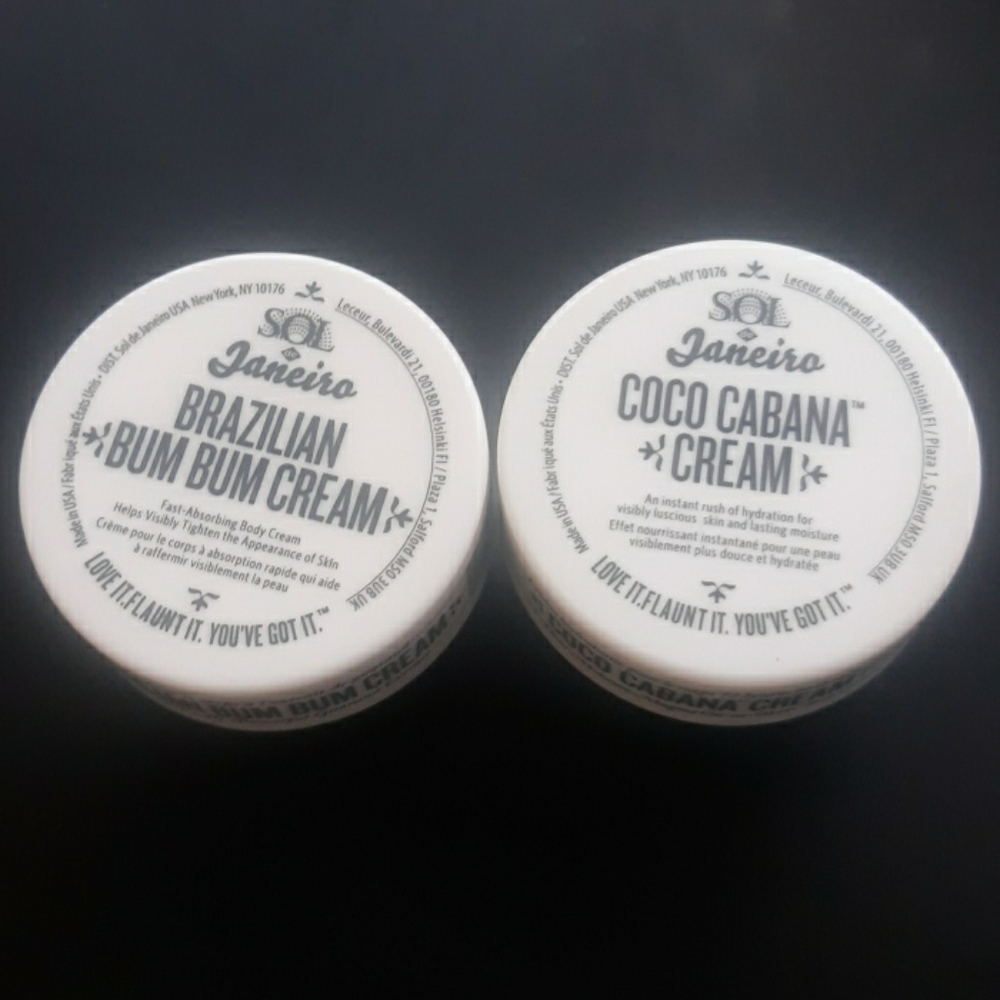 Made in USA / Fabriqué aux États Unis • DIST. Sol de Janeiro USA New York, NY 10176
Leceur, Bulevardi 21, 00180 Helsinki FI / Plaza 1, Salford M50 3UB UK
SOL
de
Janeiro
BRAZILIAN
BUM BUM CREAM
Fast-Absorbing Body Cream
Helps Visibly Tighten the Appearance of Skin
Crème pour le corps à absorption rapide qui aide
à raffermir visiblement la peau
LOVE IT.FLAUNT IT. YOU'VE GOT IT.™
BUM BUM CREAM
Made in USA / Fabriqué aux États Unis • DIST. Sol de Janeiro USA New York, NY 10176
Leceur, Bulevardi 21, 00180 Helsinki FI / Plaza 1, Salford M50 3UB UK
SOL
de
Janeiro
COCO CABANA™
CREAM
An instant rush of hydration for
visibly luscious skin and lasting moisture
Effet nourrissant instantané pour une peau
visiblement plus douce et hydratée
LOVE IT.FLAUNT IT. YOU'VE GOT IT.™
COCO CABANA CREAM